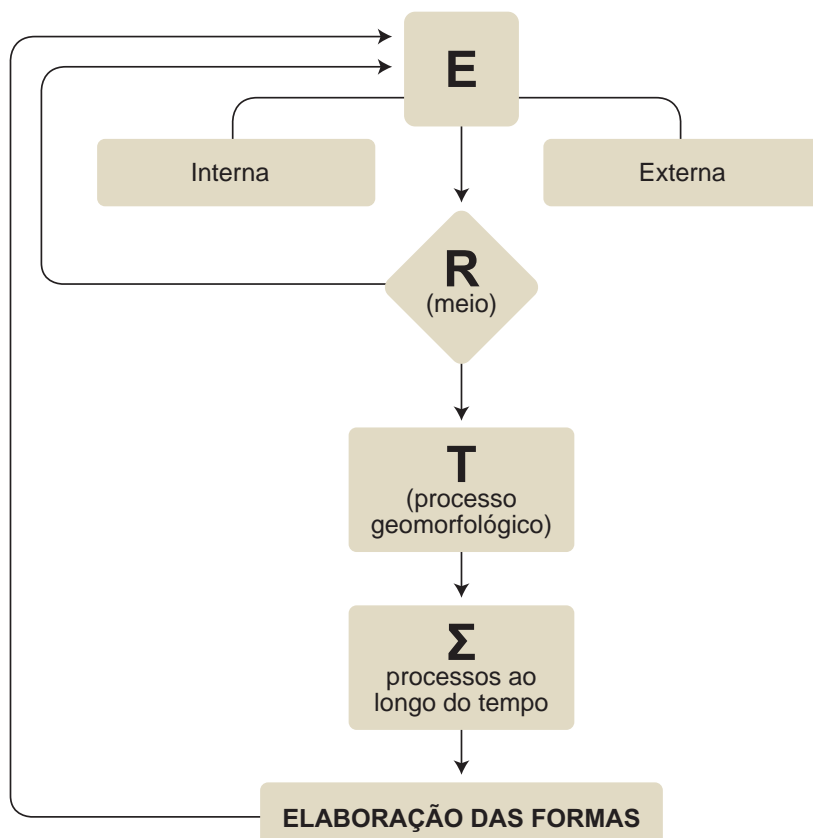 E
Interna
Externa
R
(meio)
T
(processo
geomorfológico)
Σ
processos ao
longo do tempo
ELABORAÇÃO DAS FORMAS